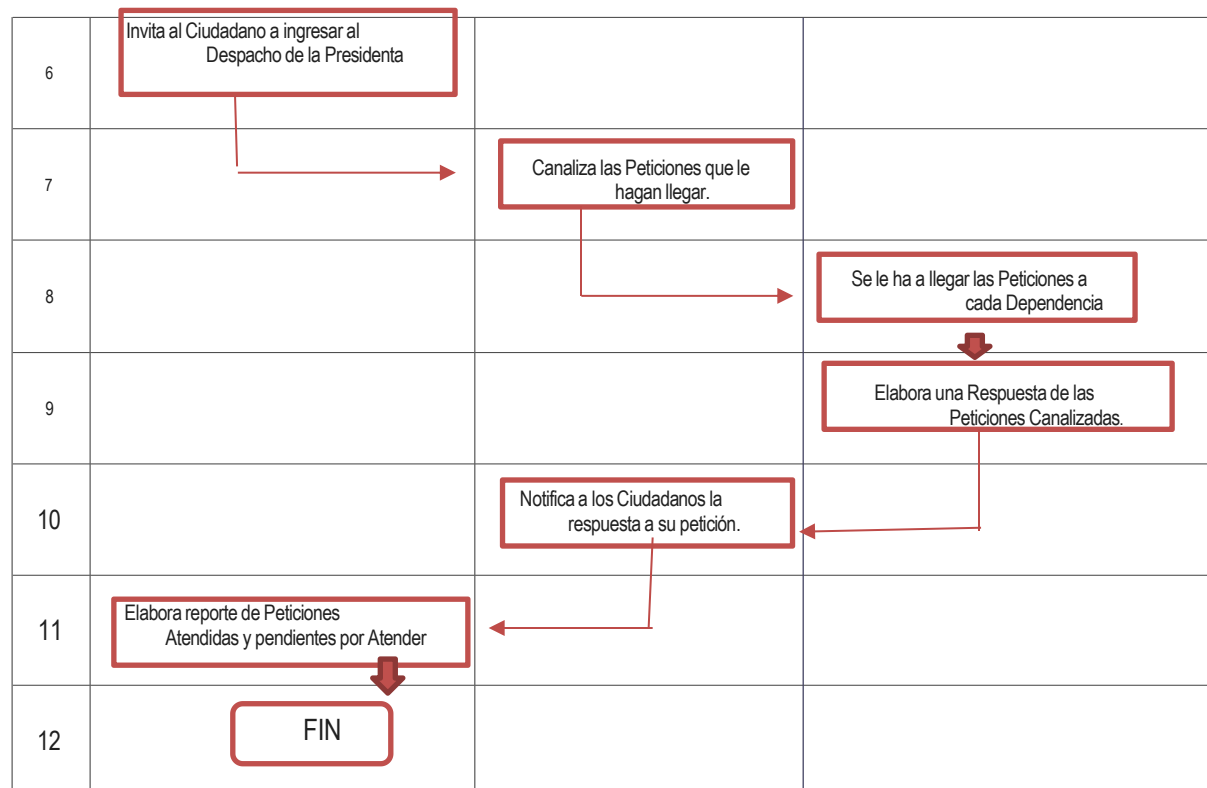 6
Invita al Ciudadano a ingresar al
Despacho de la Presidenta
7
Canaliza las Peticiones que le
hagan llegar.
8
Se le ha a llegar las Peticiones a
cada Dependencia
9
Elabora una Respuesta de las
Peticiones Canalizadas.
10
Notifica a los Ciudadanos la
respuesta a su petición.
11
Elabora reporte de Peticiones
Atendidas y pendientes por Atender
12
FIN